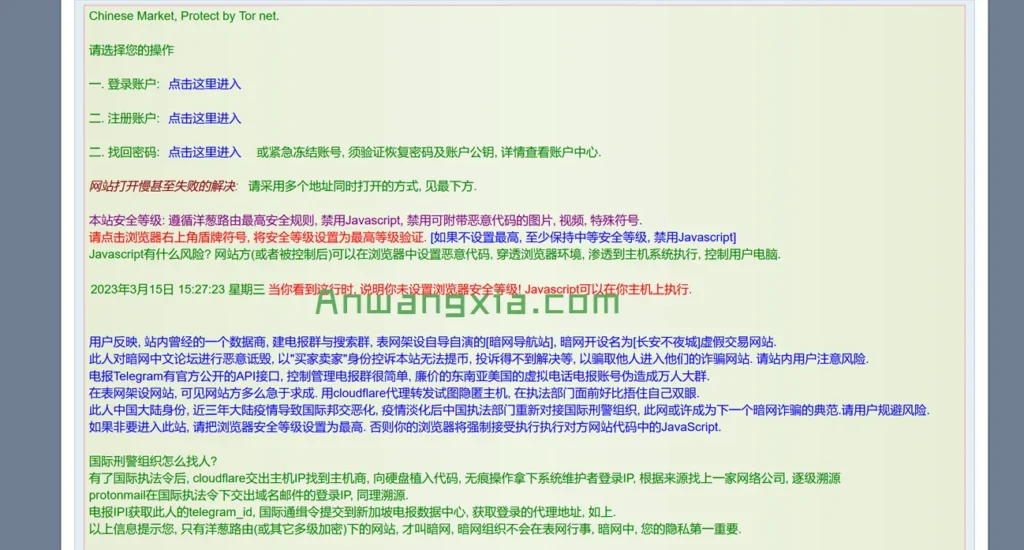 Chinese Market, Protect by Tor net.
请选择您的操作
一. 登录账户: 点击这里进入
二. 注册账户: 点击这里进入
二. 找回密码: 点击这里进入 或紧急冻结账号, 须验证恢复密码及账户公钥, 详情查看账户中心.
网站打开慢甚至失败的解决: 请采用多个地址同时打开的方式, 见最下方.
本站安全等级: 遵循洋葱路由最高安全规则, 禁用Javascript, 禁用可附带恶意代码的图片, 视频, 特殊符号.
请点击浏览器右上角盾牌符号, 将安全等级设置为最高等级验证. [如果不设置最高, 至少保持中等安全等级, 禁用Javascript]
Javascript有什么风险? 网站方(或者被控制后)可以在浏览器中设置恶意代码, 穿透浏览器环境, 渗透到主机系统执行, 控制用户电脑.
2023年3月15日 15:27:23 星期三 当你看到这行时, 说明你未设置浏览器安全等级! Javascript可以在你主机上执行.
Anwangxia.com
用户反映, 站内曾经的一个数据商, 建电报群与搜索群, 表网架设自导自演的[暗网导航站], 暗网开设名为[长安不夜城]虚假交易网站.
此人对暗网中文论坛进行恶意诋毁, 以"买家卖家"身份控诉本站无法提币, 投诉得不到解决等, 以骗取他人进入他们的诈骗网站. 请站内用户注意风险.
电报Telegram有官方公开的API接口, 控制管理电报群很简单, 廉价的东南亚美国的虚拟电话电报账号伪造成万人大群.
在表网架设网站, 可见网站方多么急于求成. 用cloudflare代理转发试图隐匿主机, 在执法部门面前好比捂住自己双眼.
此人中国大陆身份, 近三年大陆疫情导致国际邦交恶化, 疫情淡化后中国执法部门重新对接国际刑警组织, 此网或许成为下一个暗网诈骗的典范.请用户规避风险.
如果非要进入此站, 请把浏览器安全等级设置为最高. 否则你的浏览器将强制接受执行执行对方网站代码中的JavaScript.
国际刑警组织怎么找人?
有了国际执法令后, cloudflare交出主机IP找到主机商, 向硬盘植入代码, 无痕操作拿下系统维护者登录IP, 根据来源找上一家网络公司, 逐级溯源
protonmail在国际执法令下交出域名邮件的登录IP, 同理溯源.
电报IPI获取此人的telegram_id, 国际通缉令提交到新加坡电报数据中心, 获取登录的代理地址, 如上.
以上信息提示您, 只有洋葱路由(或其它多级加密)下的网站, 才叫暗网, 暗网组织不会在表网行事, 暗网中, 您的隐私第一重要.